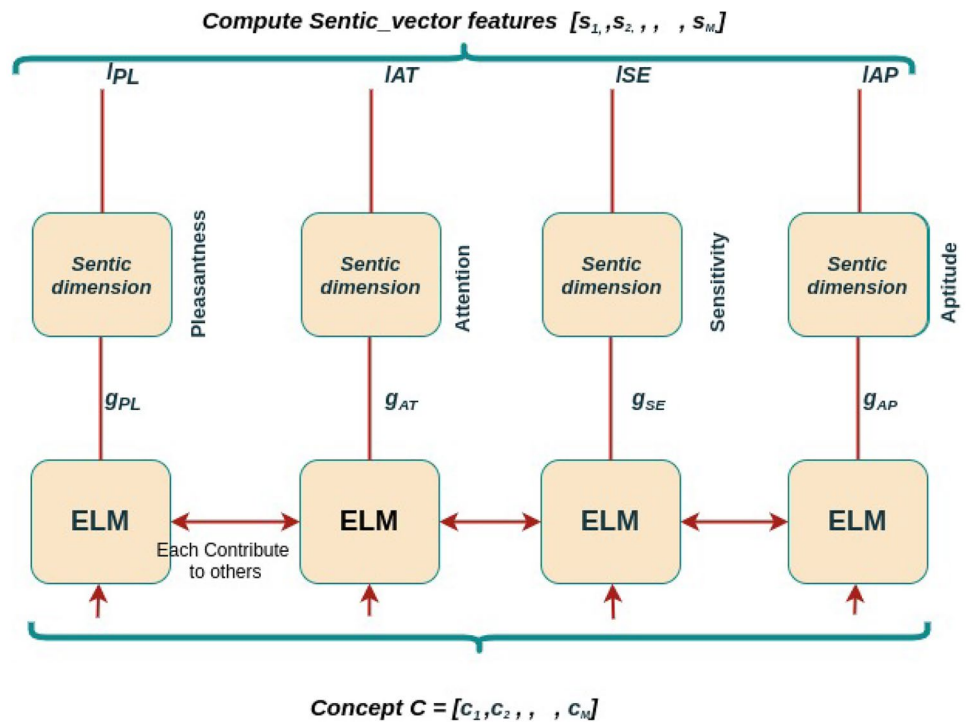 Compute Sentic_vector features [s1, ,s2, , ,   , sM]
lPL
lAT
lSE
lAP
Sentic
dimension
Pleasantness
Sentic
dimension
Attention
Sentic
dimension
Sensitivity
Sentic
dimension
Aptitude
gPL
gAT
gSE
gAP
ELM
ELM
ELM
ELM
Each Contribute
to others
Concept C = [c1 ,c2 , ,   , cM]